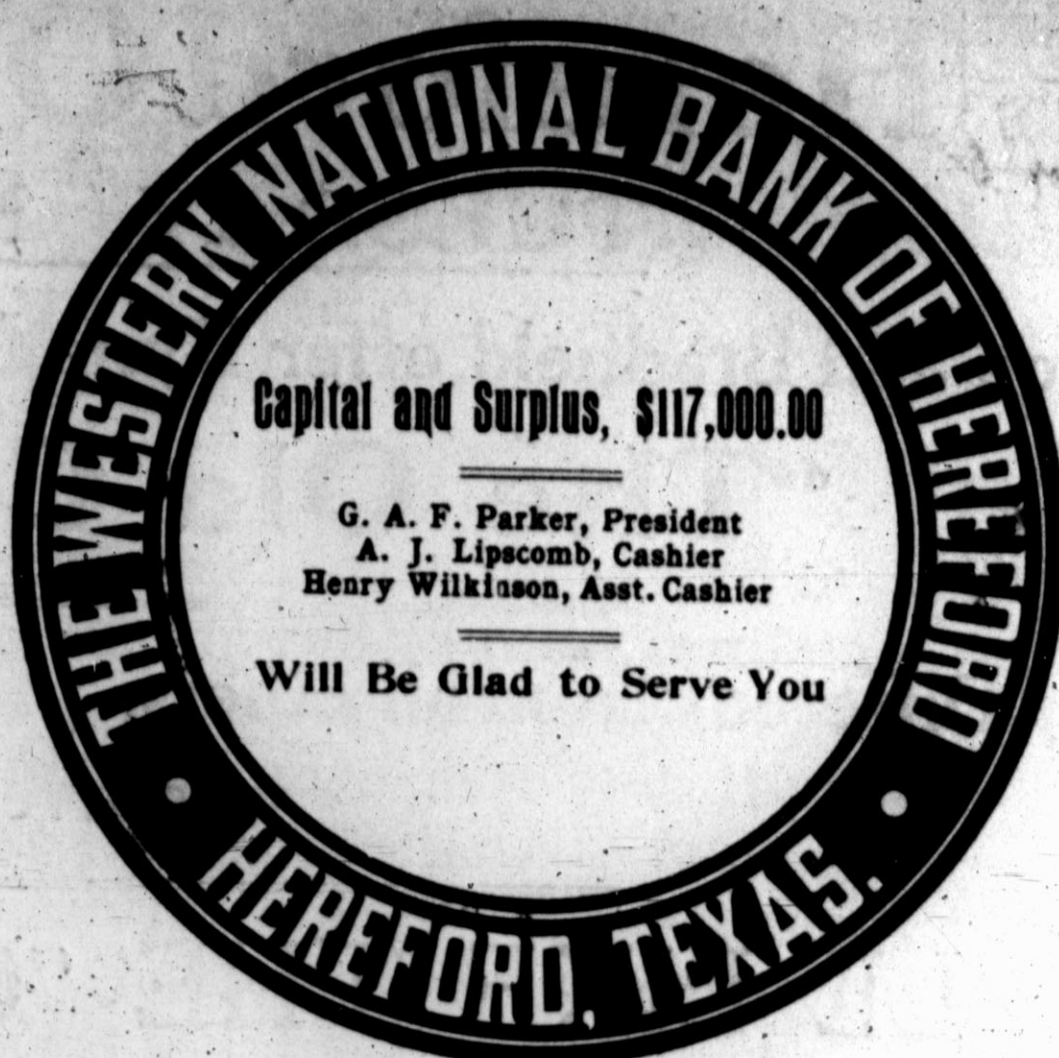 THE WESTERN NATIONAL BANK OF HEREFORD
Capital and Surplus, $117,000.00
G. A. F. Parker, President
A. J. Lipscomb, Cashier
Henry Wilkinson, Asst. Cashier
Will Be Glad to Serve You
HEREFORD, TEXAS.